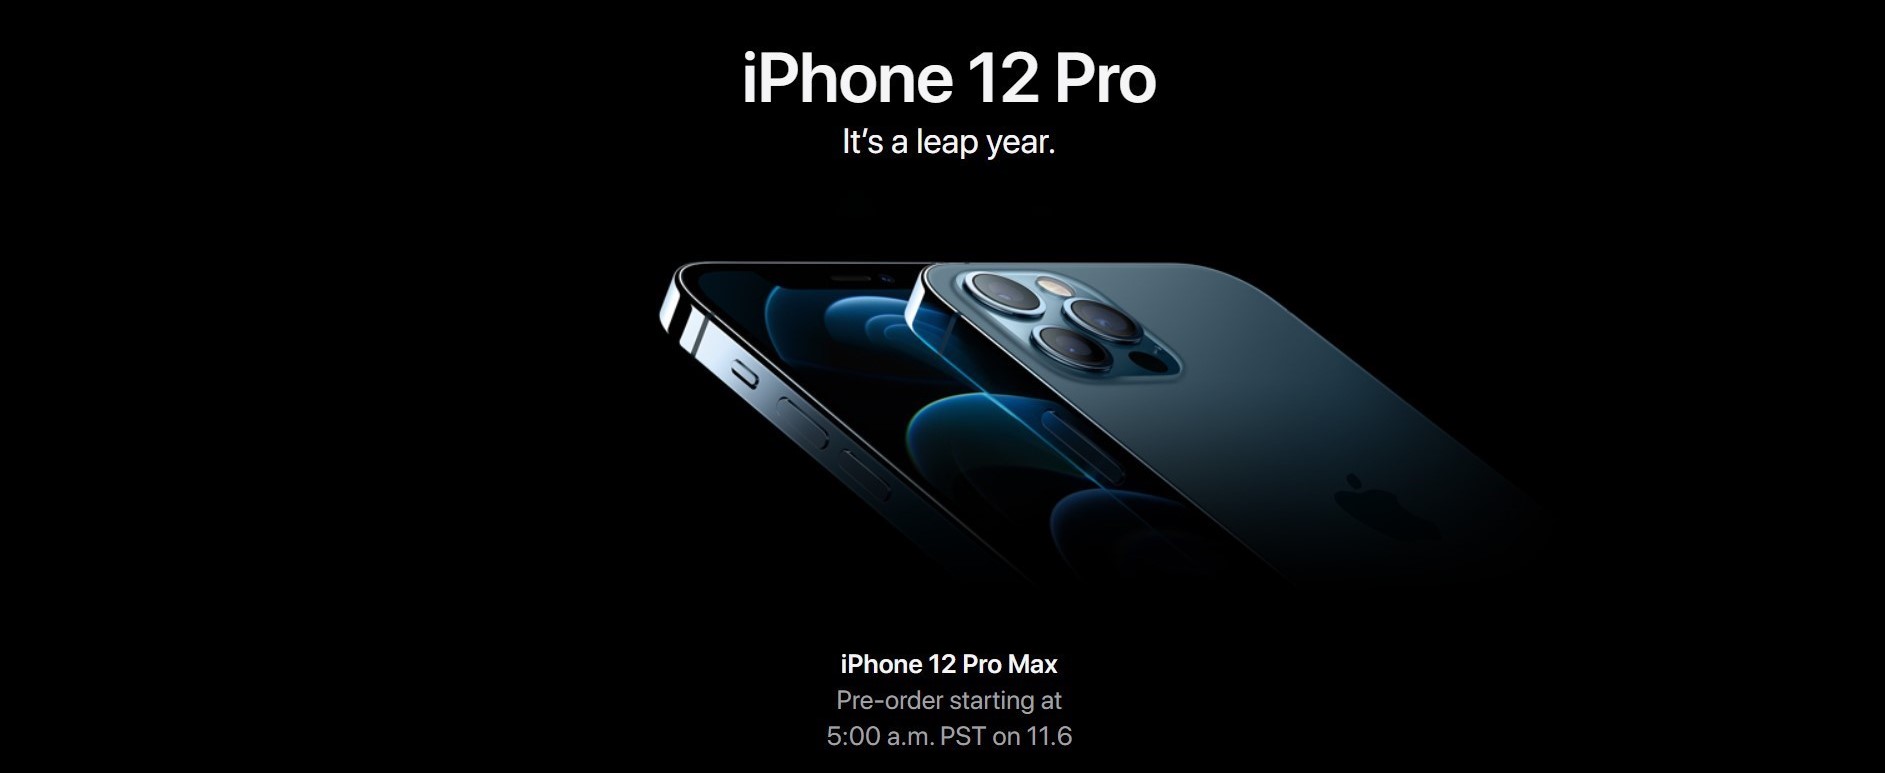 iPhone 12 Pro
It’s a leap year.
iPhone 12 Pro Max
Pre-order starting at
5:00 a.m. PST on 11.6